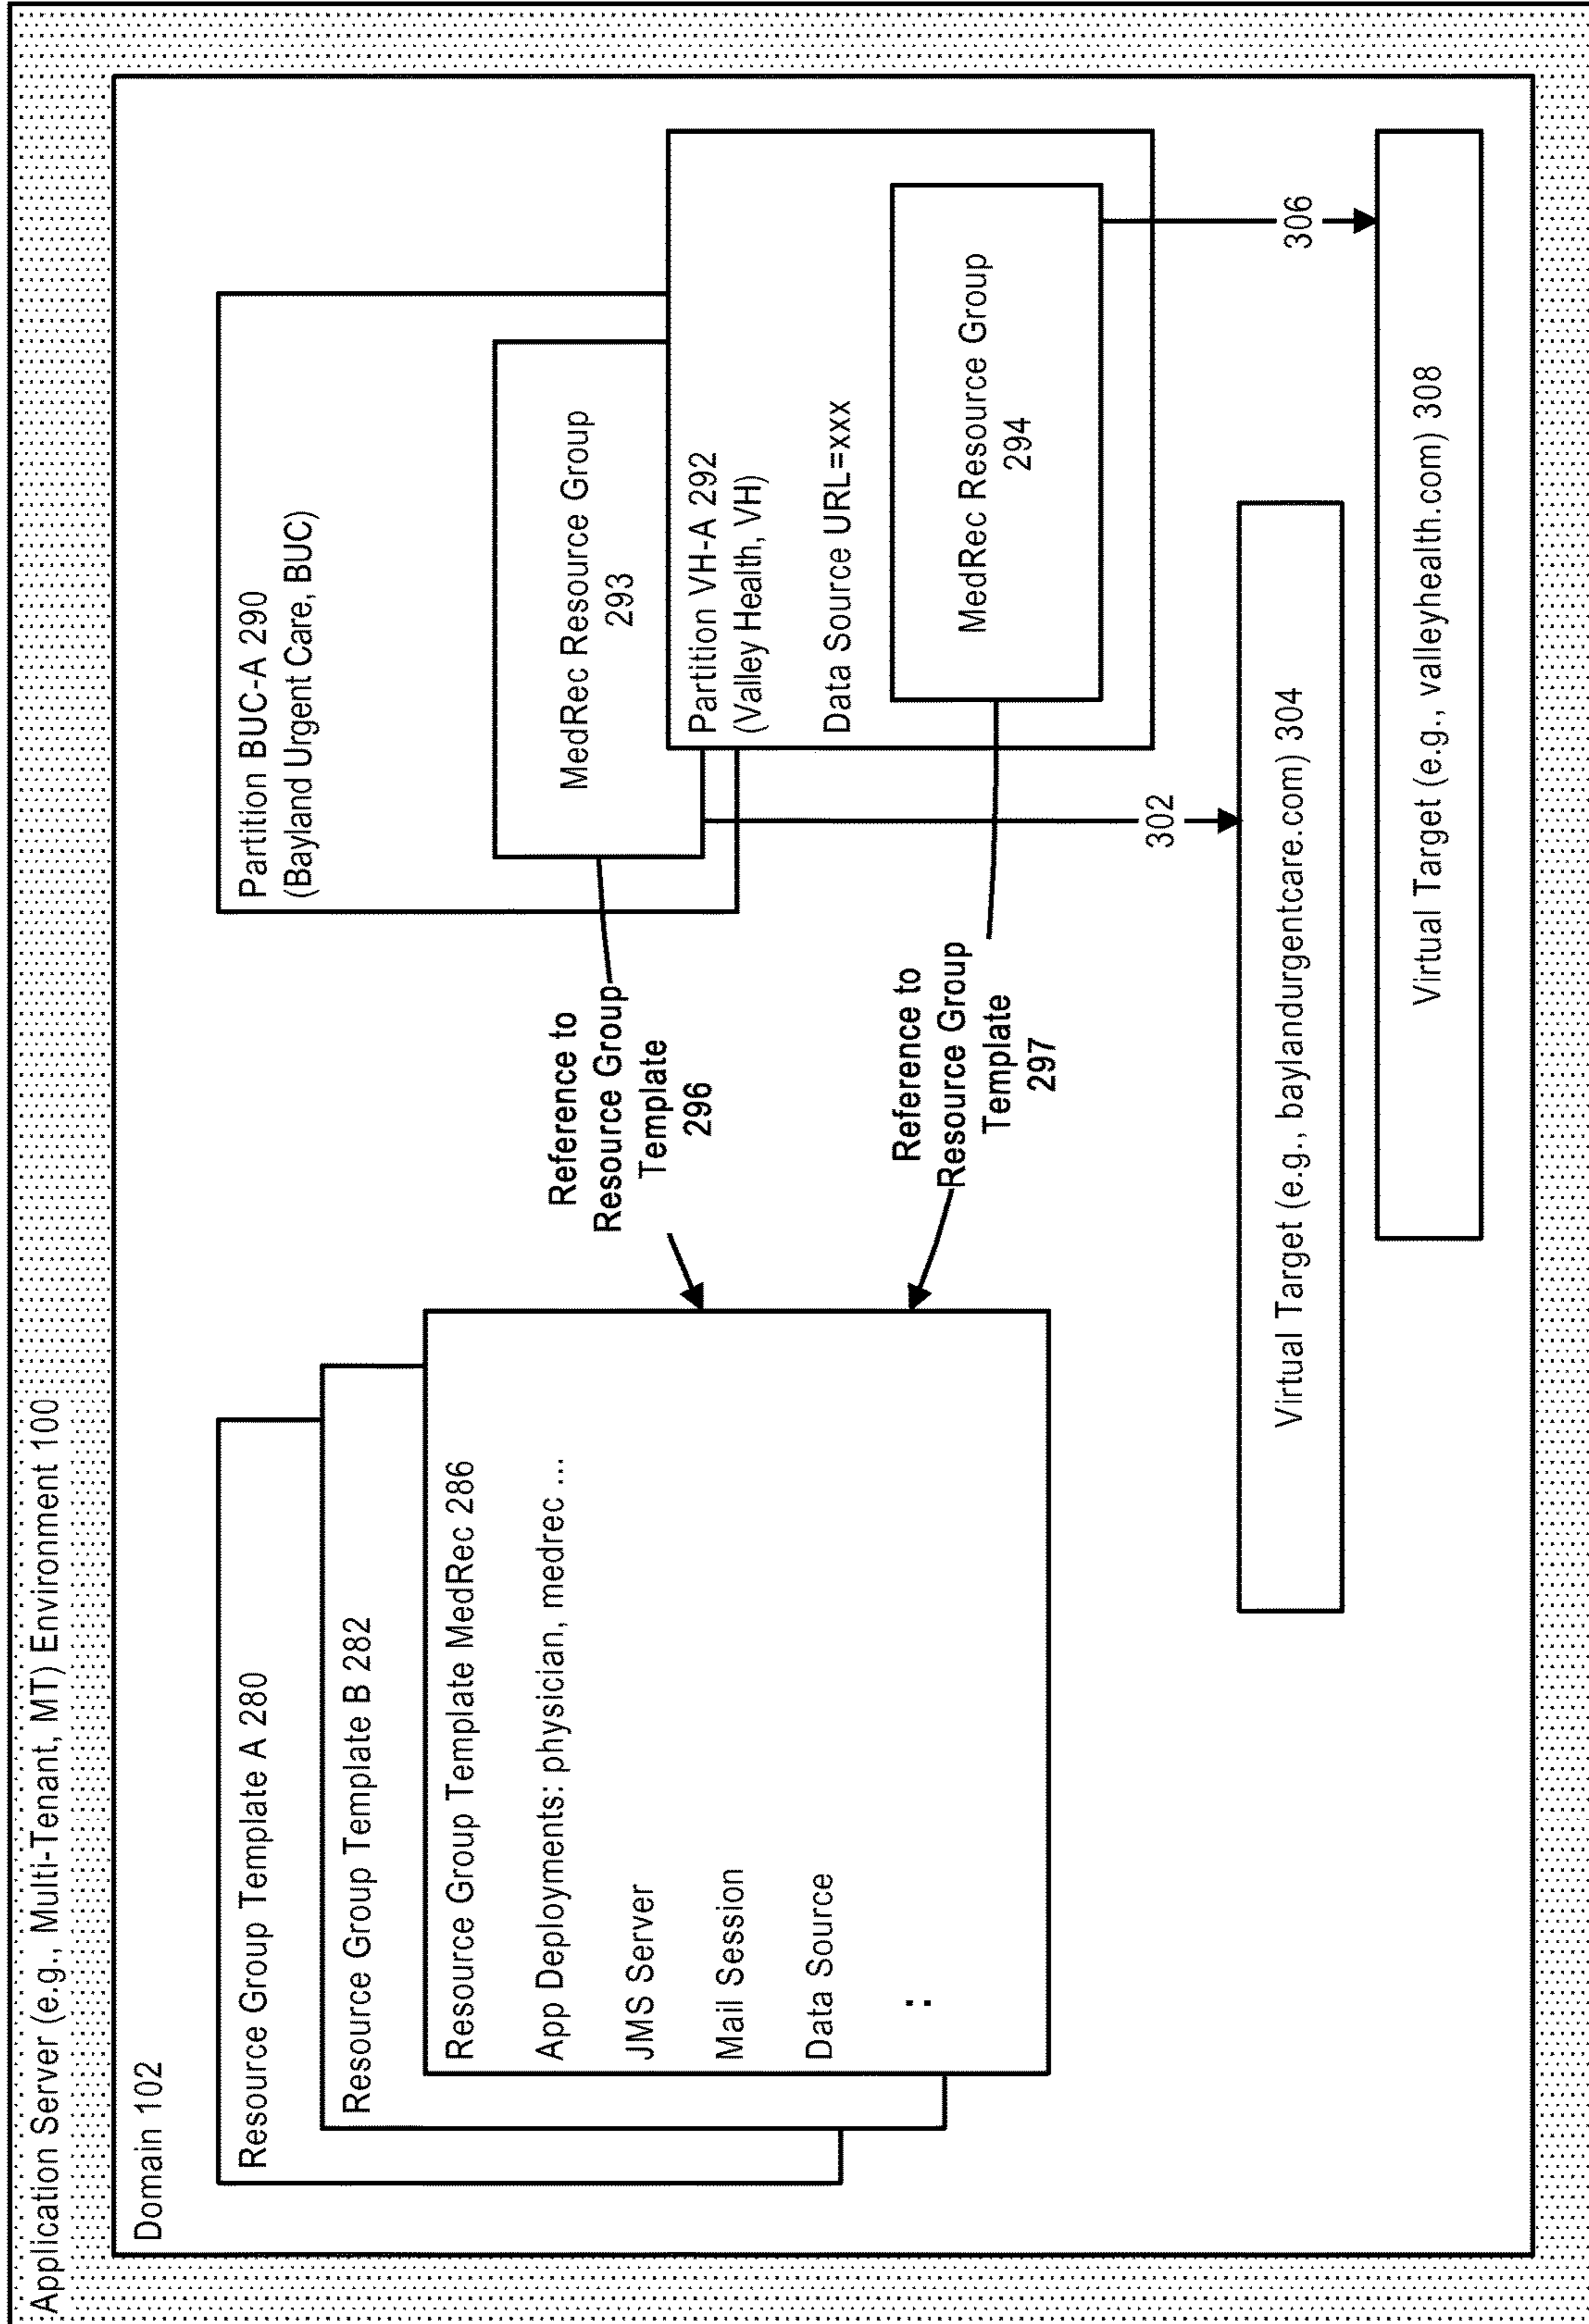 Application Server (e.g., Multi-Tenant, MT) Environment 100
Domain 102
Resource Group Template A 280
Resource Group Template B 282
Resource Group Template MedRec 286
App Deployments: physician, medrec ...
JMS Server
Mail Session
Data Source
:
Reference to
Resource Group
Template
296
Reference to
Resource Group
Template
297
Partition BUC-A 290
(Bayland Urgent Care, BUC)
MedRec Resource Group
293
Partition VH-A 292
(Valley Health, VH)
Data Source URL=xxx
MedRec Resource Group
294
302
306
Virtual Target (e.g., baylandurgentcare.com) 304
Virtual Target (e.g., valleyhealth.com) 308